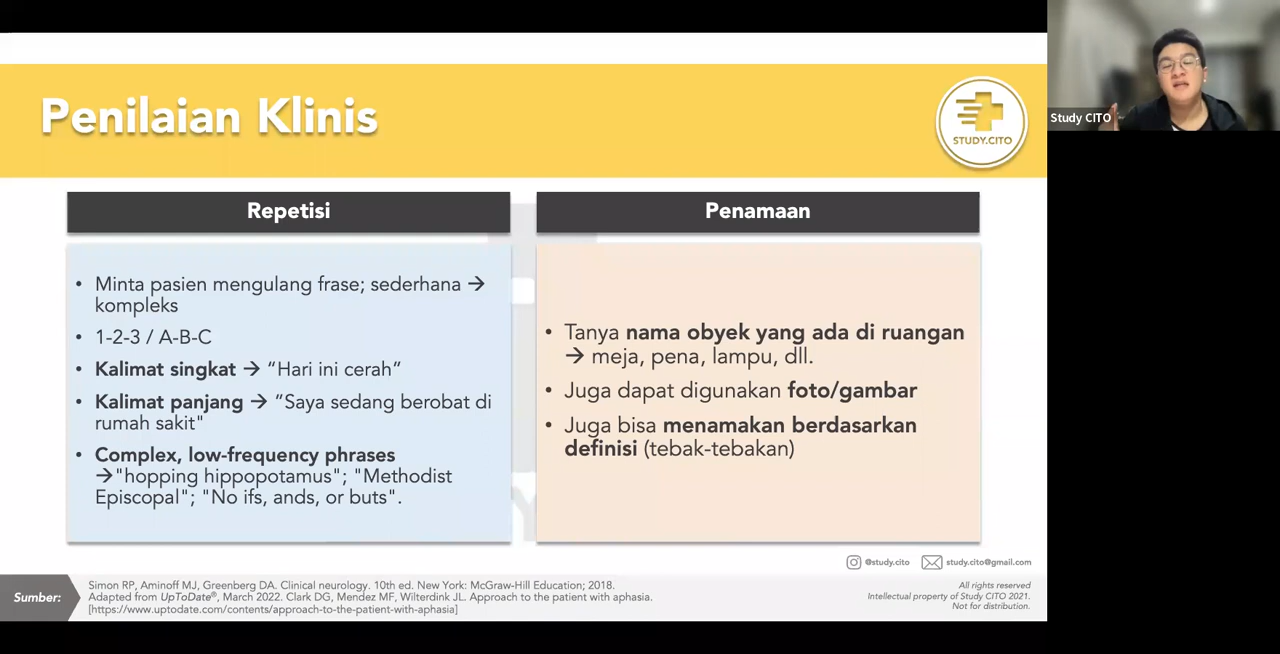 Penilaian Klinis
STUDY.CITO
Study CITO
Repetisi
• Minta pasien mengulang frase; sederhana →
kompleks
• 1-2-3 / A-B-C
• Kalimat singkat → “Hari ini cerah”
• Kalimat panjang → “Saya sedang berobat di
rumah sakit"
• Complex, low-frequency phrases
→"hopping hippopotamus"; "Methodist
Episcopal"; "No ifs, ands, or buts".
Penamaan
• Tanya nama obyek yang ada di ruangan
→ meja, pena, lampu, dll.
• Juga dapat digunakan foto/gambar
• Juga bisa menamakan berdasarkan
definisi (tebak-tebakan)
@study.cito study.cito@gmail.com
Sumber:
Simon RP, Aminoff MJ, Greenberg DA. Clinical neurology. 10th ed. New York: McGraw-Hill Education; 2018.
Adapted from UpToDate®, March 2022. Clark DG, Mendez MF, Wilterdink JL. Approach to the patient with aphasia.
[https://www.uptodate.com/contents/approach-to-the-patient-with-aphasia]
All rights reserved
Intellectual property of Study CITO 2021.
Not for distribution.